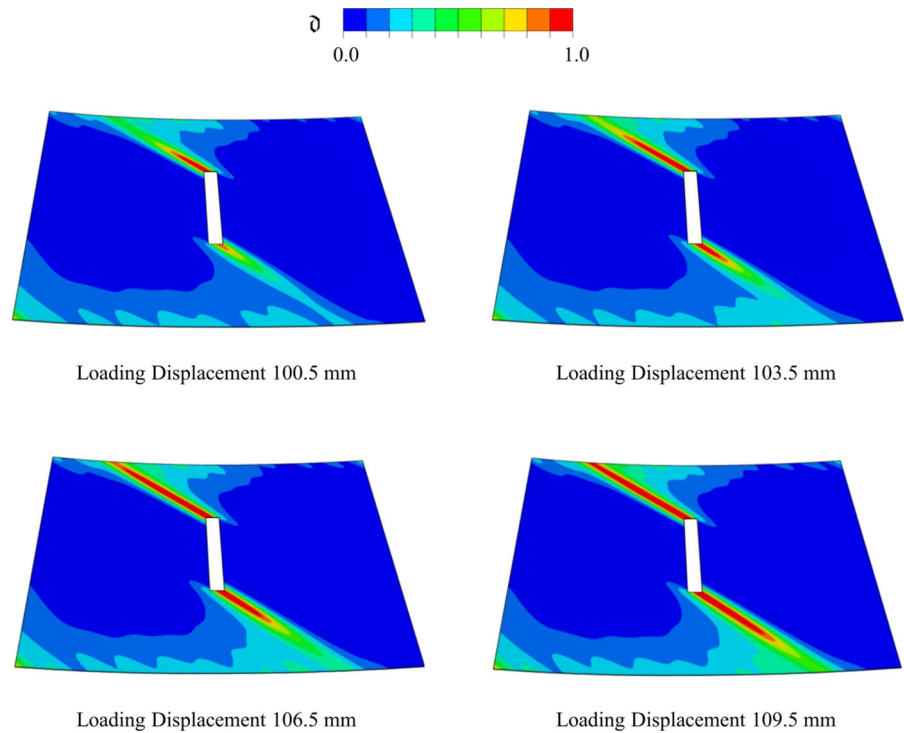 𝔡
0.0 1.0
Loading Displacement 100.5 mm
Loading Displacement 103.5 mm
Loading Displacement 106.5 mm
Loading Displacement 109.5 mm